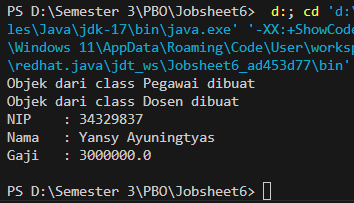 PS D:\Semester 3\PBO\Jobsheet6>  d:; cd 'd:\
les\Java\jdk-17\bin\java.exe' '-XX:+ShowCode
\Windows 11\AppData\Roaming\Code\User\worksp
\redhat.java\jdt_ws\Jobsheet6_ad453d77\bin'
Objek dari class Pegawai dibuat
Objek dari class Dosen dibuat
NIP    : 34329837
Nama   : Yansy Ayuningtyas
Gaji   : 3000000.0
PS D:\Semester 3\PBO\Jobsheet6>